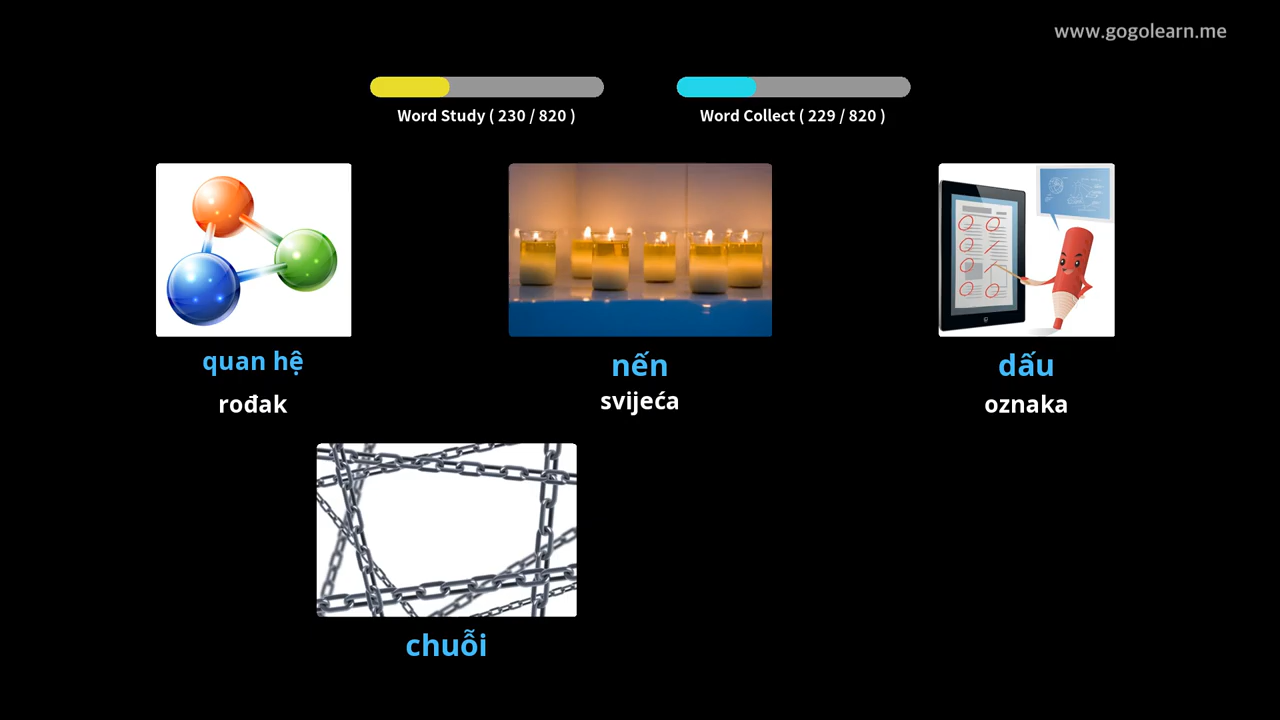 www.gogolearn.me
Word Study ( 230 / 820 )
Word Collect ( 229 / 820 )
quan hệ
rođak
nến
svijeća
dấu
oznaka
chuỗi